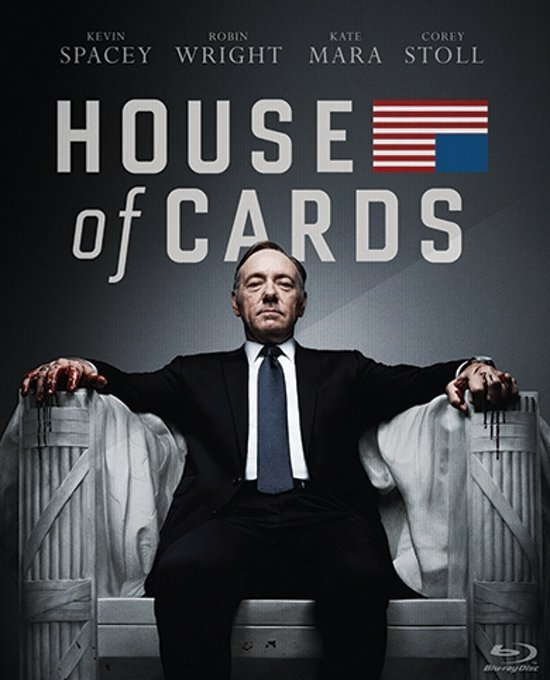 KEVIN SPACEY
ROBIN WRIGHT
KATE MARA
COREY STOLL
HOUSE
of CARDS
Blu-ray Disc